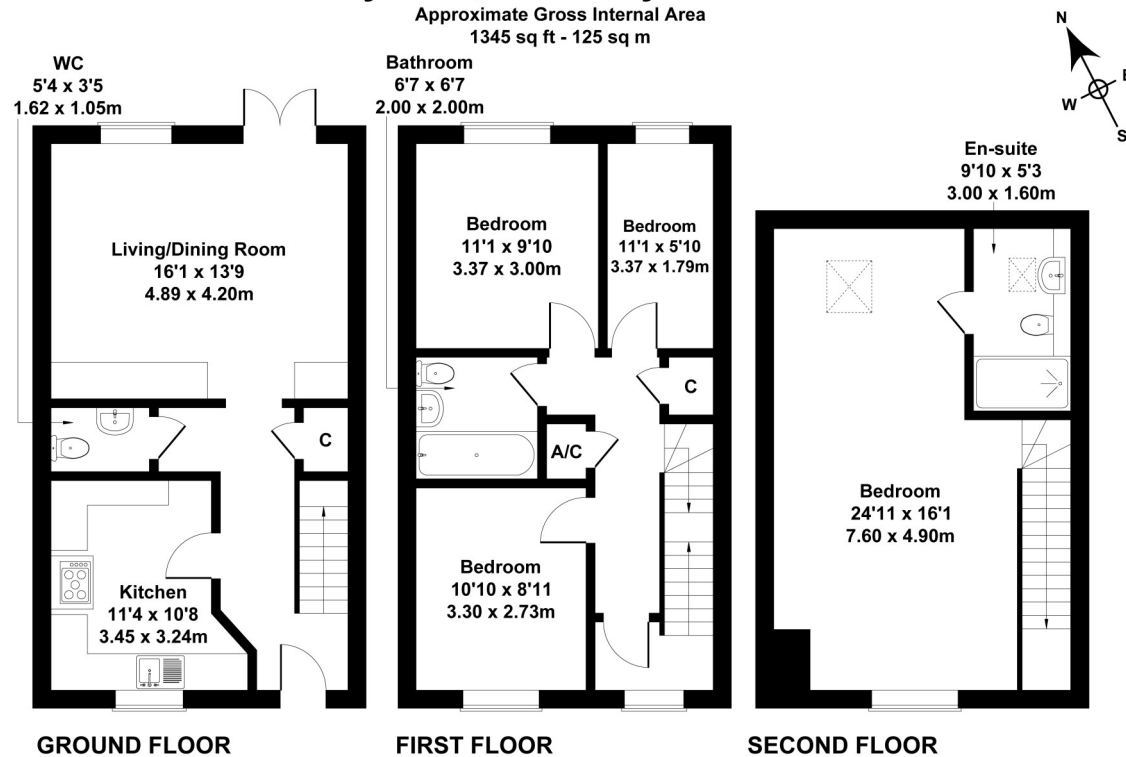 Approximate Gross Internal Area
1345 sq ft - 125 sq m
N
E
W
S
WC
5'4 x 3'5
1.62 x 1.05m
Living/Dining Room
16'1 x 13'9
4.89 x 4.20m
C
Kitchen
11'4 x 10'8
3.45 x 3.24m
GROUND FLOOR
Bathroom
6'7 x 6'7
2.00 x 2.00m
Bedroom
11'1 x 9'10
3.37 x 3.00m
Bedroom
11'1 x 5'10
3.37 x 1.79m
C
A/C
Bedroom
10'10 x 8'11
3.30 x 2.73m
FIRST FLOOR
En-suite
9'10 x 5'3
3.00 x 1.60m
Bedroom
24'11 x 16'1
7.60 x 4.90m
SECOND FLOOR